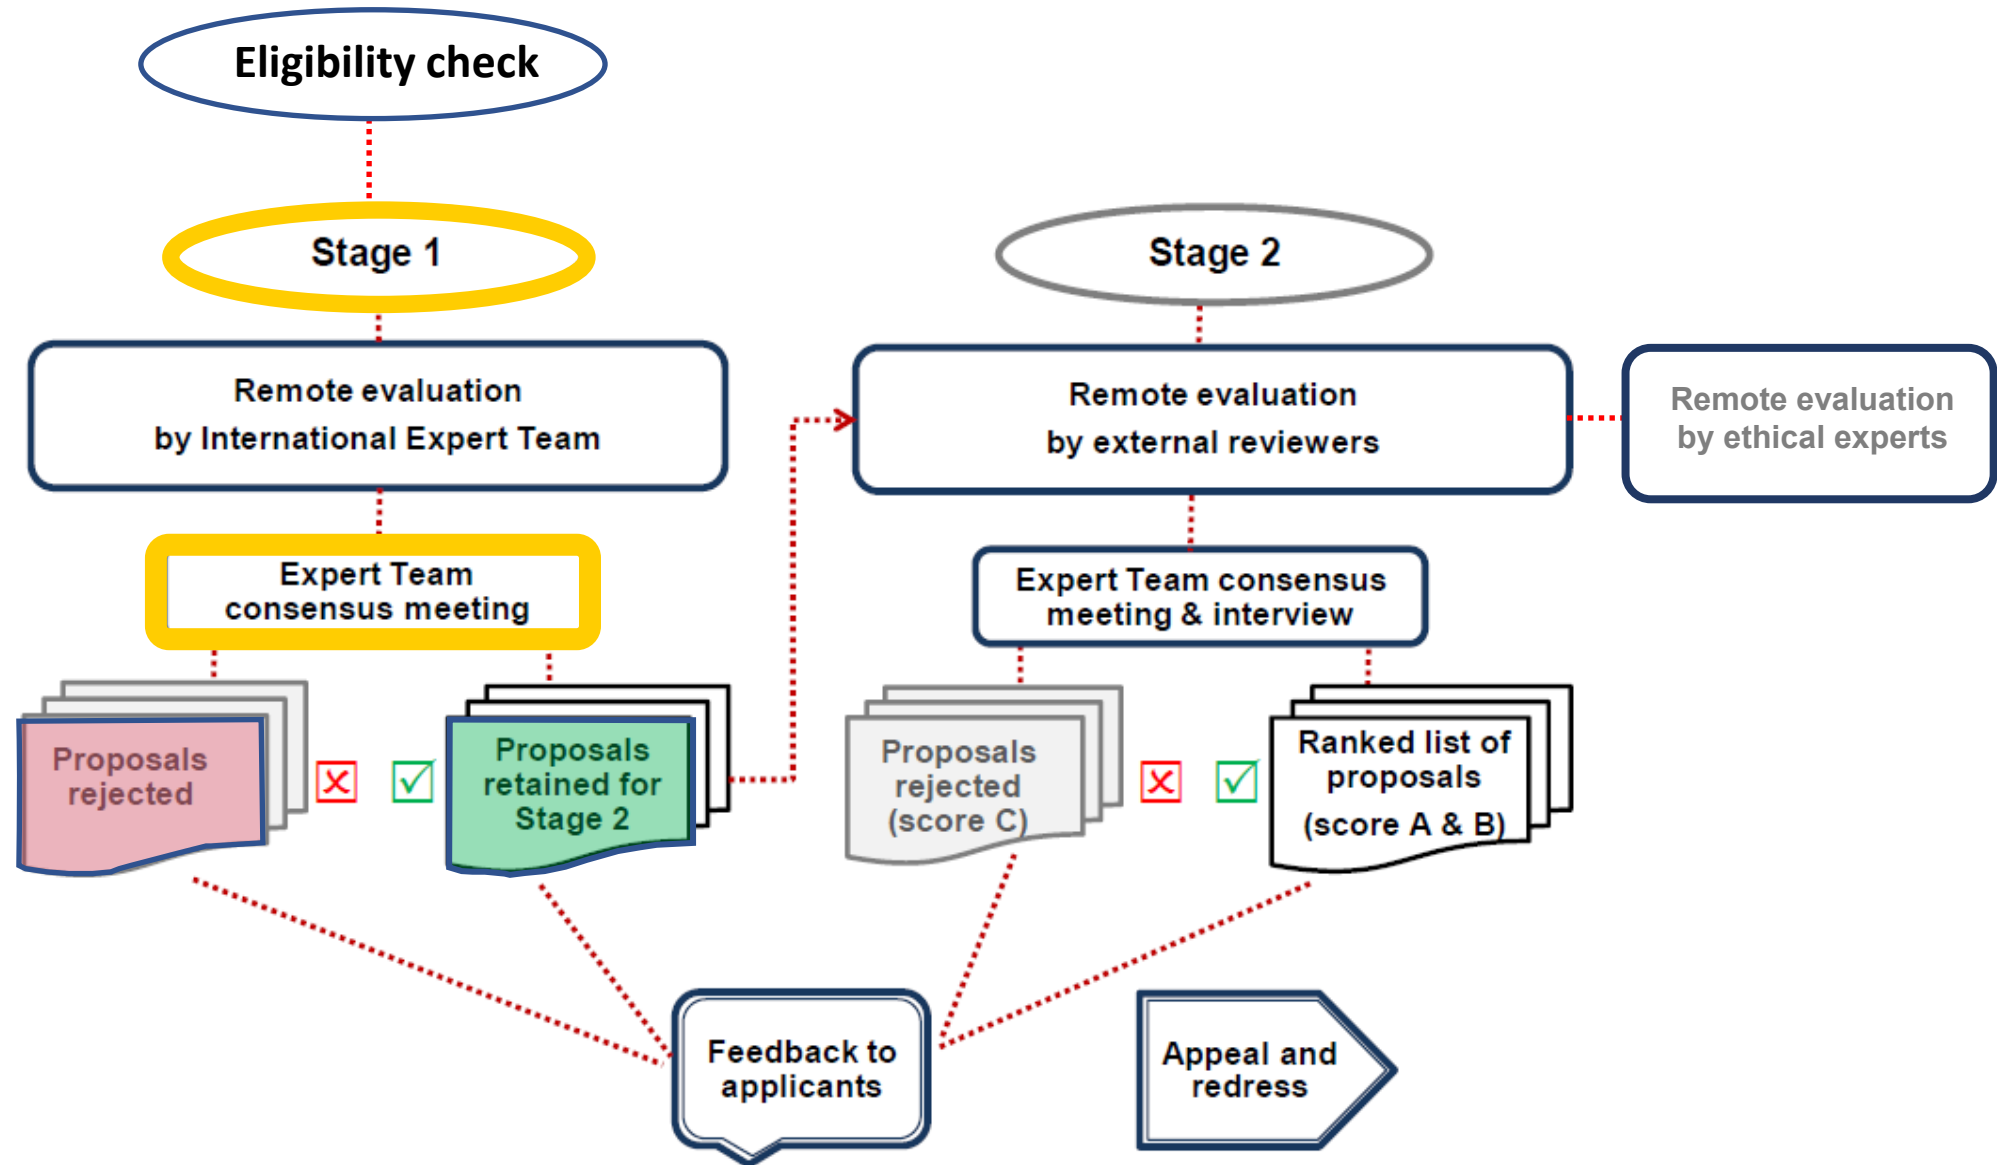 Eligibility check
Stage 1
Stage 2
Remote evaluation
by International Expert Team
Remote evaluation
by external reviewers
Remote evaluation
by ethical experts
Expert Team
consensus meeting
Expert Team consensus
meeting & interview
Proposals
rejected
Proposals
retained for
Stage 2
Proposals
rejected
(score C)
Ranked list of
proposals
(score A & B)
Feedback to
applicants
Appeal and
redress